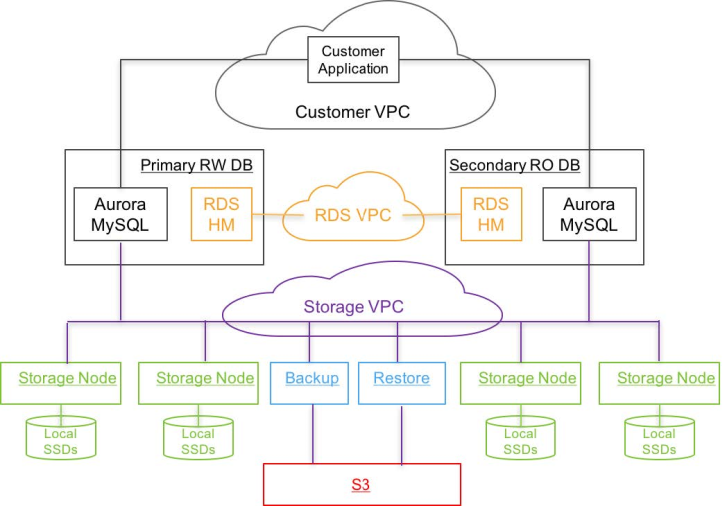 Customer
Application
Customer VPC
Primary RW DB
Secondary RO DB
Aurora
MySQL
RDS
HM
RDS VPC
RDS
HM
Aurora
MySQL
Storage VPC
Storage Node
Storage Node
Backup
Restore
Storage Node
Storage Node
Local
SSDs
Local
SSDs
Local
SSDs
Local
SSDs
S3